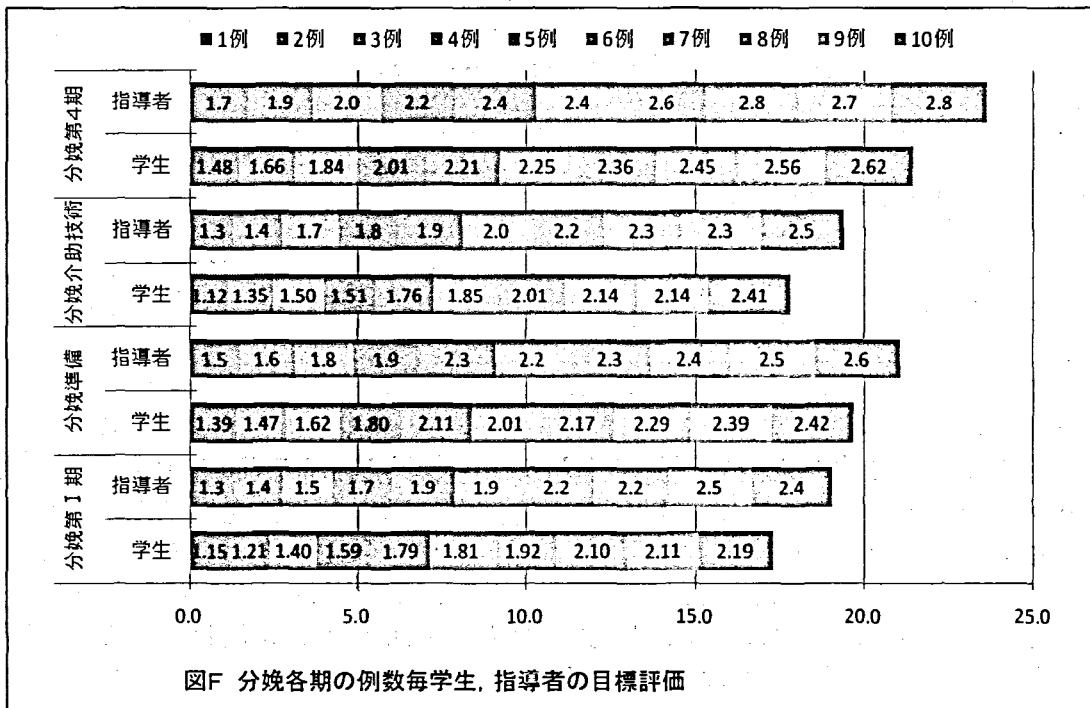 ■1例 ■2例 ■3例 ■4例 ■5例 ■6例 ■7例 ■8例 ■9例 ■10例
分娩第4期
指導者 1.7 1.9 2.0 2.2 2.4 2.4 2.6 2.8 2.7 2.8
学生 1.48 1.66 1.84 2.01 2.21 2.25 2.36 2.45 2.56 2.62
分娩介助技術
指導者 1.3 1.4 1.7 1.8 1.9 2.0 2.2 2.3 2.3 2.5
学生 1.12 1.35 1.50 1.51 1.76 1.85 2.01 2.14 2.14 2.41
分娩準備
指導者 1.5 1.6 1.8 1.9 2.3 2.2 2.3 2.4 2.5 2.6
学生 1.39 1.47 1.62 1.80 2.11 2.01 2.17 2.29 2.39 2.42
分娩第Ⅰ期
指導者 1.3 1.4 1.5 1.7 1.9 1.9 2.2 2.2 2.5 2.4
学生 1.15 1.21 1.40 1.59 1.79 1.81 1.92 2.10 2.11 2.19
0.0 5.0 10.0 15.0 20.0 25.0
図F 分娩各期の例数毎学生,指導者の目標評価